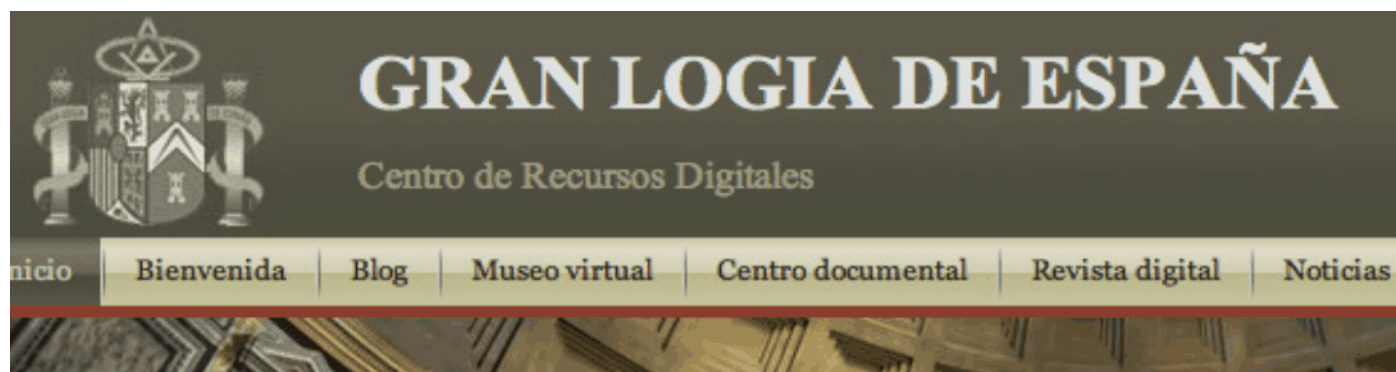 GRAN LOGIA DE ESPAÑA
Centro de Recursos Digitales
nicio Bienvenida Blog Museo virtual Centro documental Revista digital Noticias